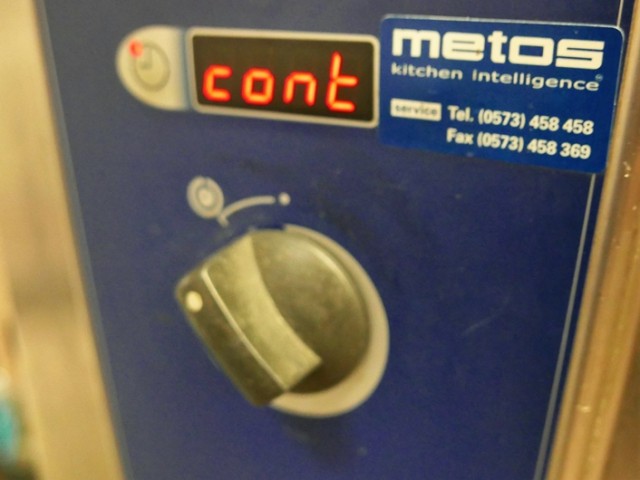 cont
metos
kitchen intelligence
service Tel. (0573) 458 458
Fax (0573) 458 369